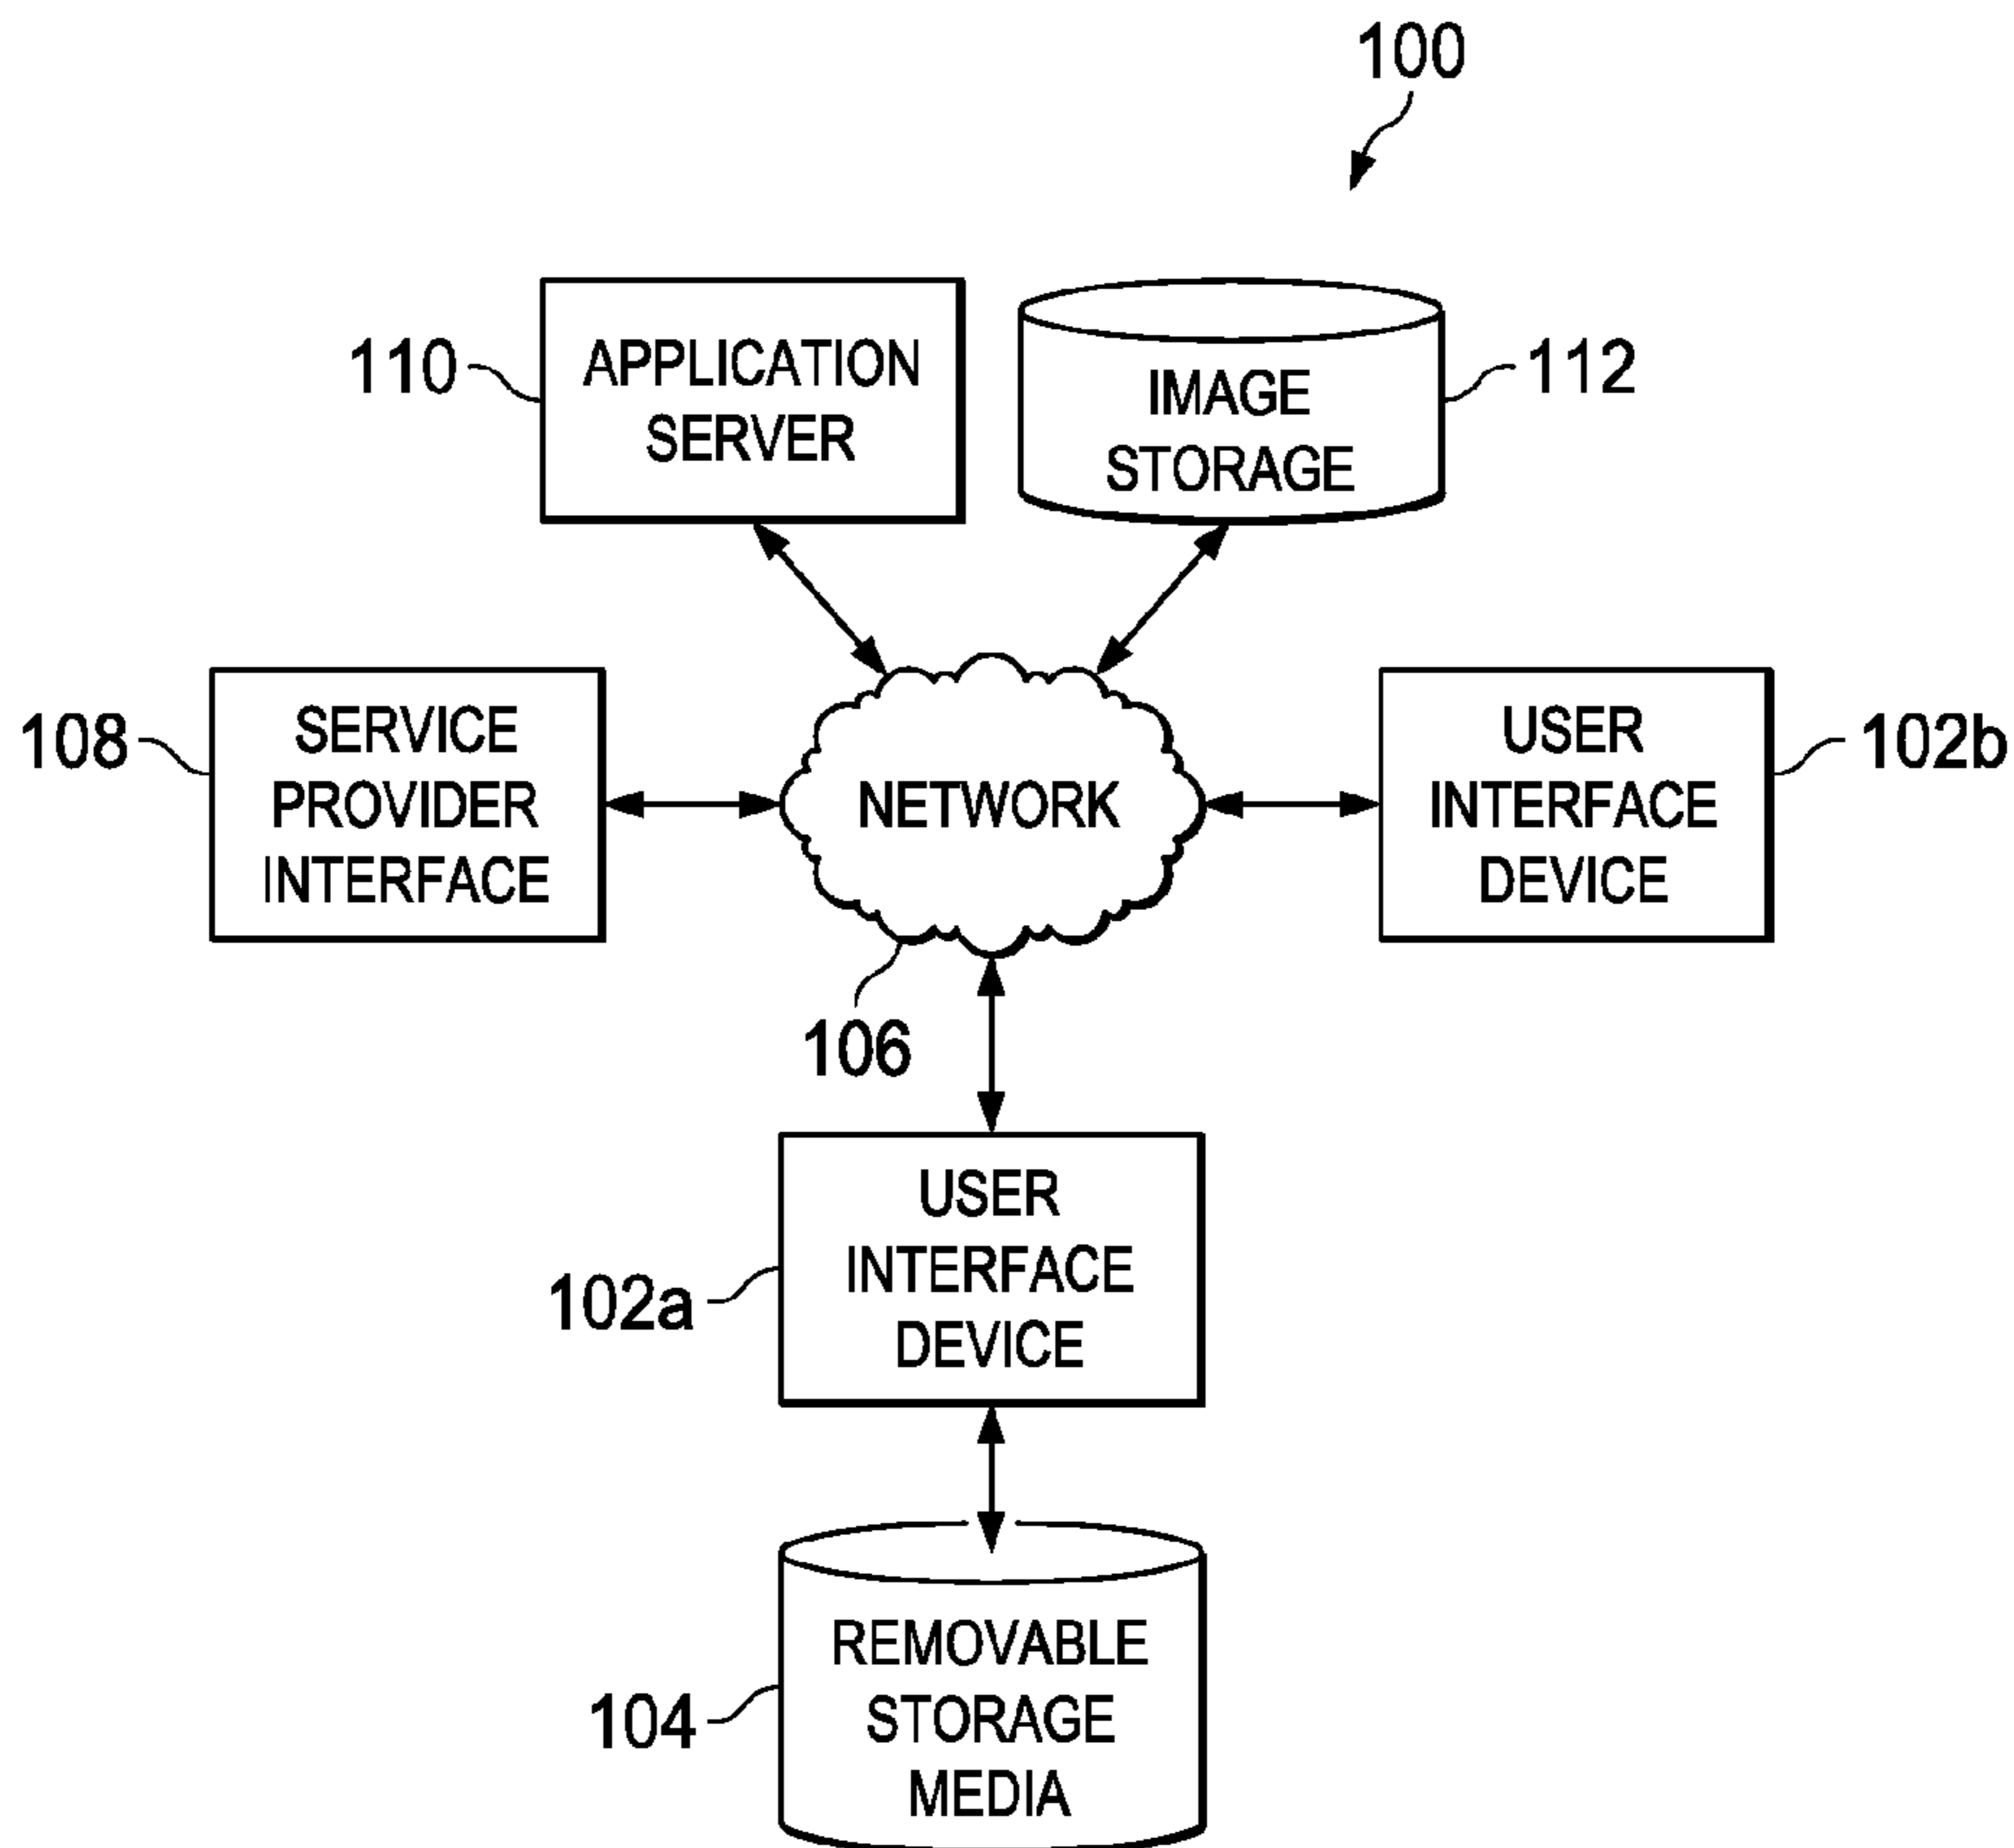 100
110
APPLICATION
SERVER
IMAGE
STORAGE
112
108
SERVICE
PROVIDER
INTERFACE
NETWORK
USER
INTERFACE
DEVICE
102b
106
102a
USER
INTERFACE
DEVICE
104
REMOVABLE
STORAGE
MEDIA